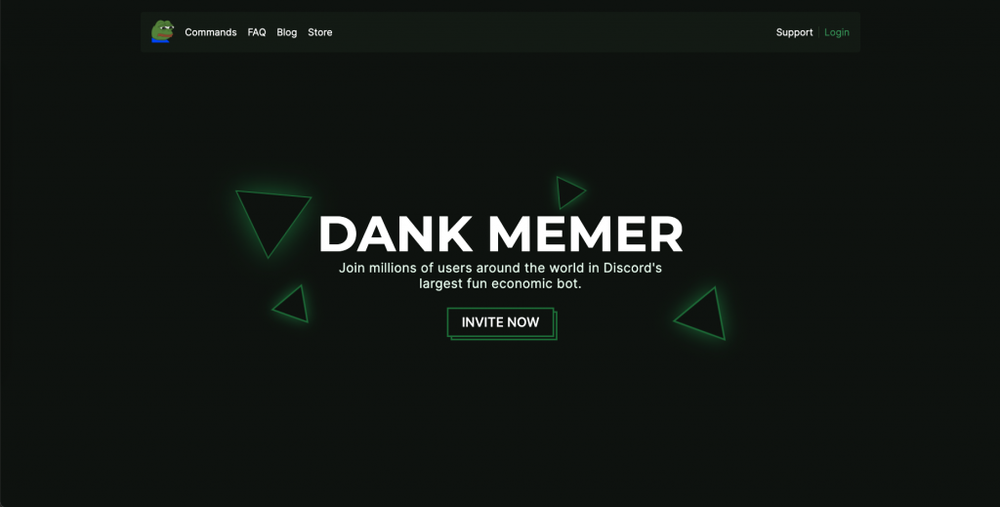 Commands FAQ Blog Store Support Login
DANK MEMER
Join millions of users around the world in Discord's
largest fun economic bot.
INVITE NOW